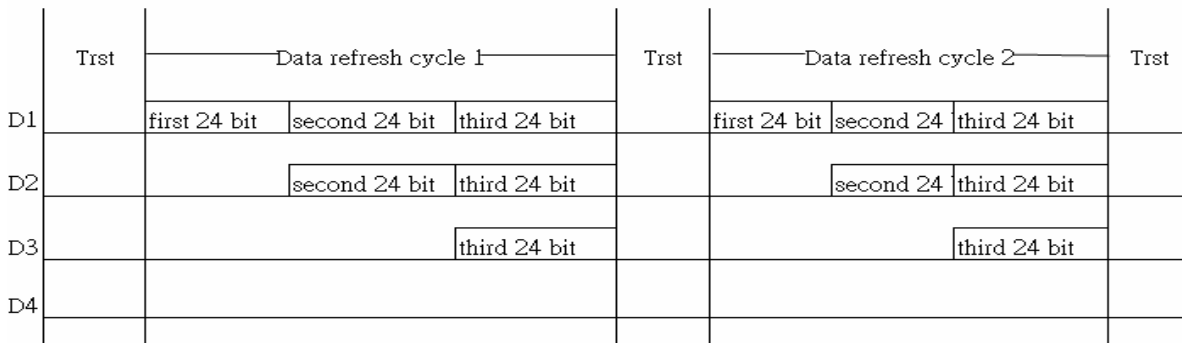 Trst Data refresh cycle 1 Trst Data refresh cycle 2 Trst
D1 first 24 bit second 24 bit third 24 bit first 24 bit second 24 third 24 bit
D2 second 24 bit third 24 bit second 24 third 24 bit
D3 third 24 bit third 24 bit
D4